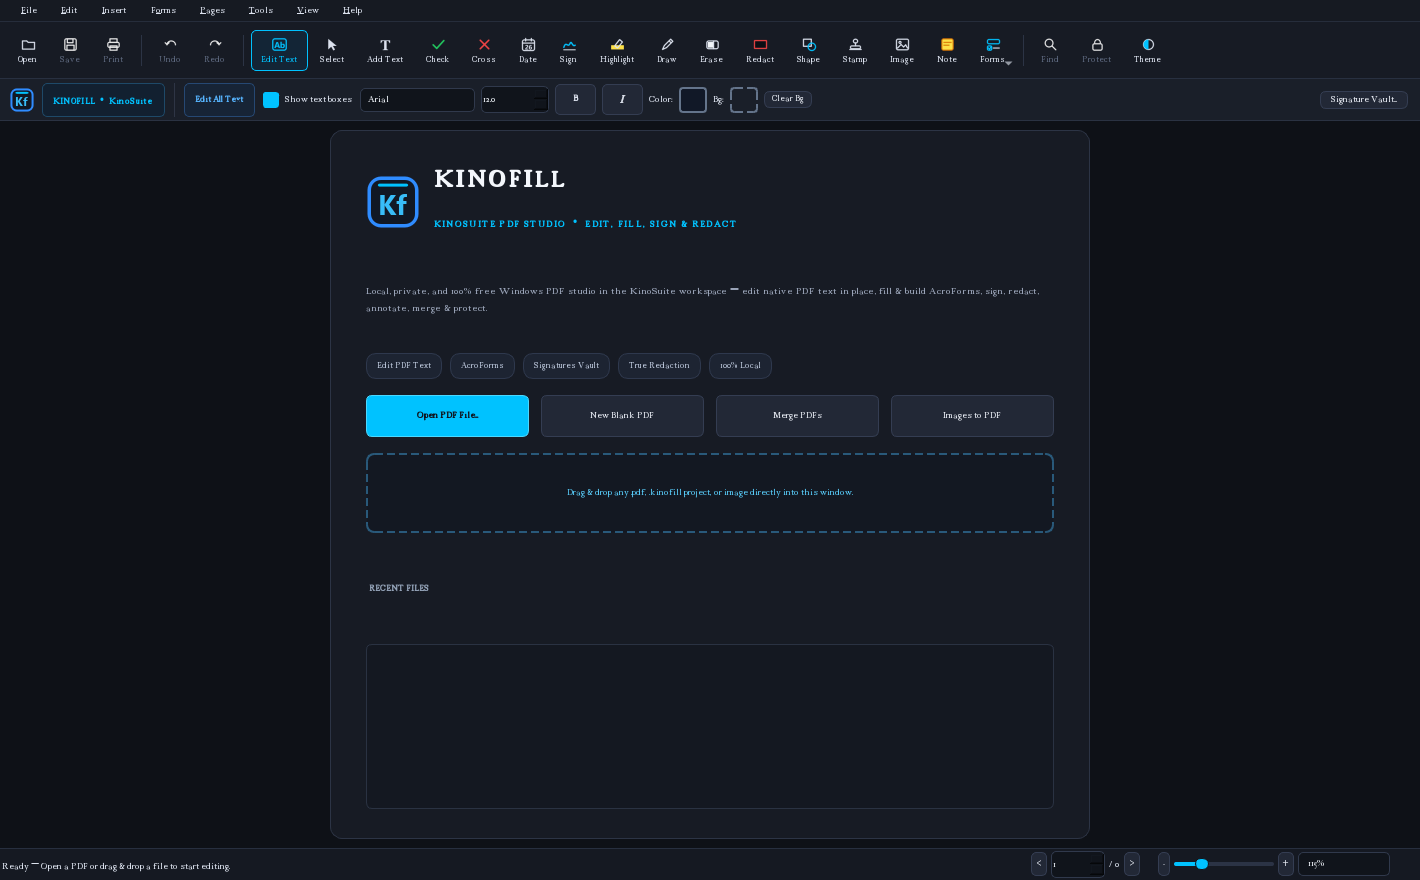 File Edit Insert Forms Pages Tools View Help
Open Save Print Undo Redo Edit Text Select Add Text Check Cross Date Sign Highlight Draw Erase Redact Shape Stamp Image Note Forms Find Protect Theme
Kf KINOFILL • KinoSuite Edit All Text Show textboxes Arial 12.0 B I Color: Bg: Clear Bg Signature Vault...
Kf
KINOFILL
KINOSUITE PDF STUDIO • EDIT, FILL, SIGN & REDACT
Local, private, and 100% free Windows PDF studio in the KinoSuite workspace — edit native PDF text in place, fill & build AcroForms, sign, redact,
annotate, merge & protect.
Edit PDF Text AcroForms Signatures Vault True Redaction 100% Local
Open PDF File... New Blank PDF Merge PDFs Images to PDF
Drag & drop any .pdf, .kinofill project, or image directly into this window.
RECENT FILES
Ready — Open a PDF or drag & drop a file to start editing. < 1 / 0 > - + 115%